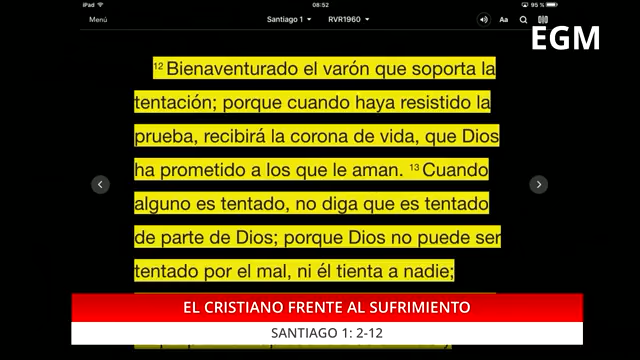 iPad
08:52
95 %
Menú
Santiago 1
RVR1960
Aa
EGM
12 Bienaventurado el varón que soporta la
tentación; porque cuando haya resistido la
prueba, recibirá la corona de vida, que Dios
ha prometido a los que le aman. 13 Cuando
alguno es tentado, no diga que es tentado
de parte de Dios; porque Dios no puede ser
tentado por el mal, ni él tienta a nadie;
EL CRISTIANO FRENTE AL SUFRIMIENTO
SANTIAGO 1: 2-12